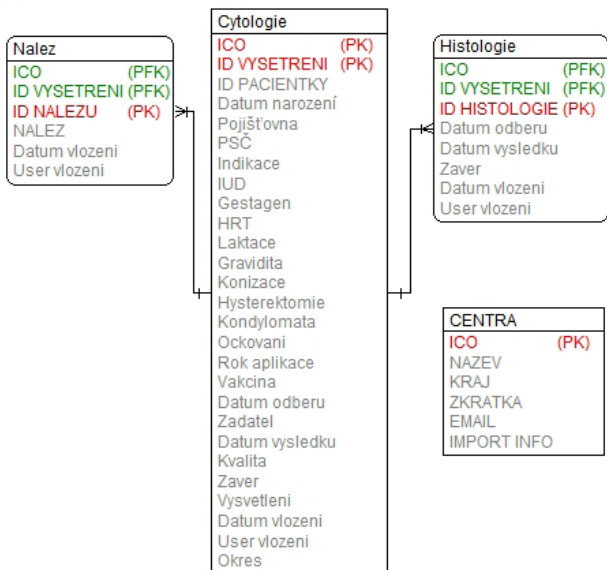 Nalez
ICO (PFK)
ID VYSETRENI (PFK)
ID NALEZU (PK)
NALEZ
Datum vlozeni
User vlozeni
Cytologie
ICO (PK)
ID VYSETRENI (PK)
ID PACIENTKY
Datum narození
Pojišťovna
PSČ
Indikace
IUD
Gestagen
HRT
Laktace
Gravidita
Konizace
Hysterektomie
Kondylomata
Ockovani
Rok aplikace
Vakcina
Datum odberu
Zadatel
Datum vysledku
Kvalita
Zaver
Vysvetleni
Datum vlozeni
User vlozeni
Okres
Histologie
ICO (PFK)
ID VYSETRENI (PFK)
ID HISTOLOGIE (PK)
Datum odberu
Datum vysledku
Zaver
Datum vlozeni
User vlozeni
CENTRA
ICO (PK)
NAZEV
KRAJ
ZKRATKA
EMAIL
IMPORT INFO